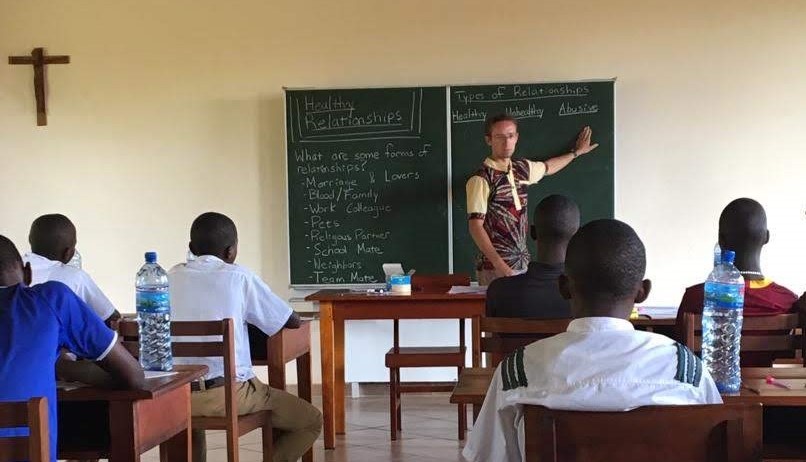 Healthy
Relationships
What are some forms of
relationships?
- Marriage & Lovers
- Blood/Family
- Work Colleague
- Pets
- Religious Partner
- School Mate
- Neighbors
- Team Mate
Types of Relationships
Healthy Unhealthy Abusive